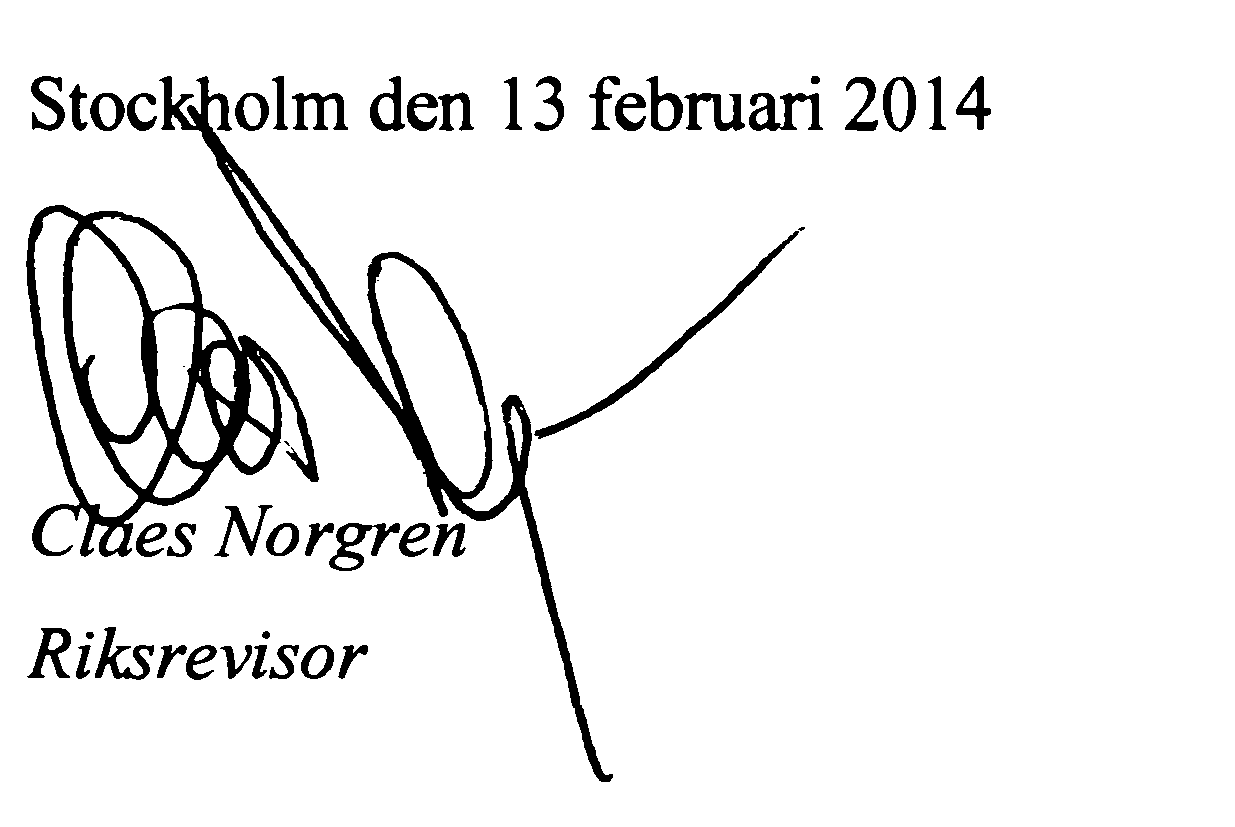 Stockholm den 13 februari 2014
Claes Norgren
Riksrevisor